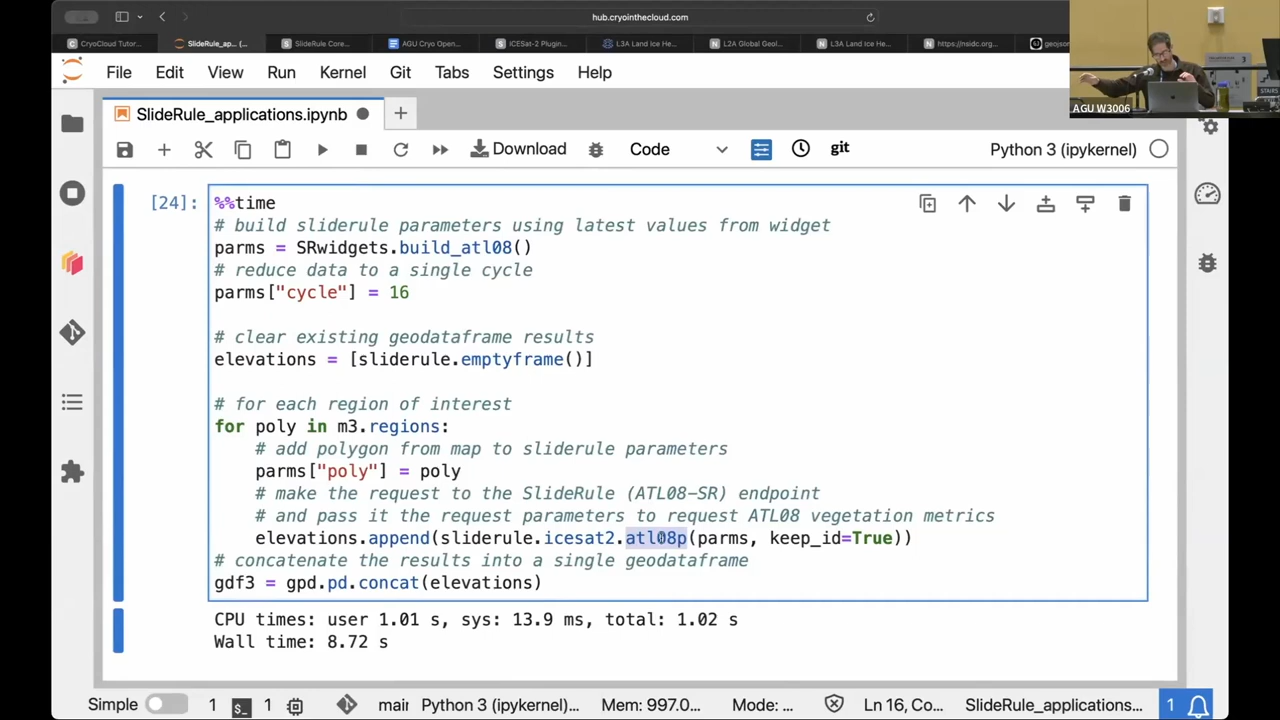 hub.cryointhecloud.com
CryoCloud Tutor...
SlideRule_ap... (...
SlideRule Core...
AGU Cryo Open...
ICESat-2 Plugin...
L3A Land Ice He...
L2A Global Geol...
L3A Land Ice He...
https://nsidc.org...
geojson
File Edit View Run Kernel Git Tabs Settings Help
STAIRS
AGU W3006
SlideRule_applications.ipynb
Download Code git Python 3 (ipykernel)
[24]: %%time
# build sliderule parameters using latest values from widget
parms = SRwidgets.build_atl08()
# reduce data to a single cycle
parms["cycle"] = 16
# clear existing geodataframe results
elevations = [sliderule.emptyframe()]
# for each region of interest
for poly in m3.regions:
# add polygon from map to sliderule parameters
parms["poly"] = poly
# make the request to the SlideRule (ATL08-SR) endpoint
# and pass it the request parameters to request ATL08 vegetation metrics
elevations.append(sliderule.icesat2.atl08p(parms, keep_id=True))
# concatenate the results into a single geodataframe
gdf3 = gpd.pd.concat(elevations)
CPU times: user 1.01 s, sys: 13.9 ms, total: 1.02 s
Wall time: 8.72 s
Simple 1 1 main Python 3 (ipykernel)... Mem: 997.0... Mode: ... Ln 16, Co... SlideRule_applications... 1